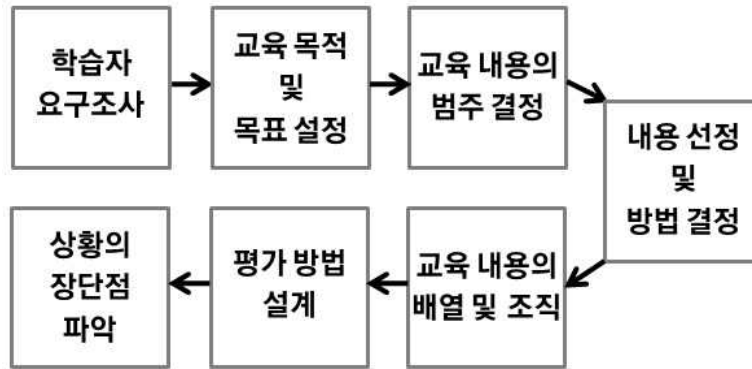 학습자
요구조사
교육 목적
및
목표 설정
교육 내용의
범주 결정
내용 선정
및
방법 결정
교육 내용의
배열 및 조직
평가 방법
설계
상황의
장단점
파악